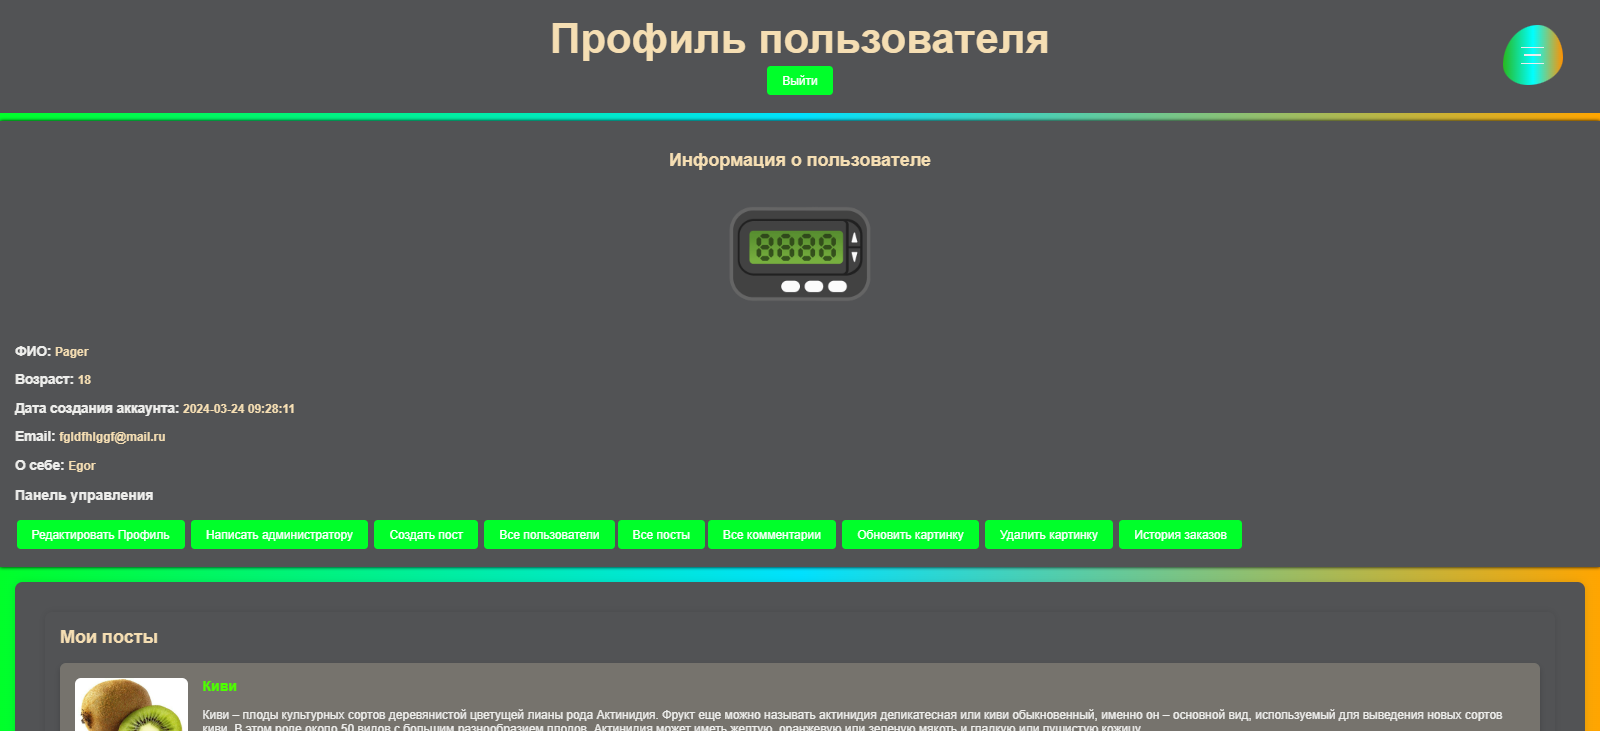 Профиль пользователя
Выйти
Информация о пользователе
8888
ФИО: Pager
Возраст: 18
Дата создания аккаунта: 2024-03-24 09:28:11
Email: fgldfhlggf@mail.ru
О себе: Egor
Панель управления
Редактировать Профиль Написать администратору Создать пост Все пользователи Все посты Все комментарии Обновить картинку Удалить картинку История заказов
Мои посты
Киви
Киви – плоды культурных сортов деревянистой цветущей лианы рода Актинидия. Фрукт еще можно называть актинидия деликатесная или киви обыкновенный, именно он – основной вид, используемый для выведения новых сортов
киви. В этом роде около 50 видов с большим разнообразием плодов. Актинидия может иметь желтую, оранжевую или зеленую мякоть и гладкую или пушистую кожицу.